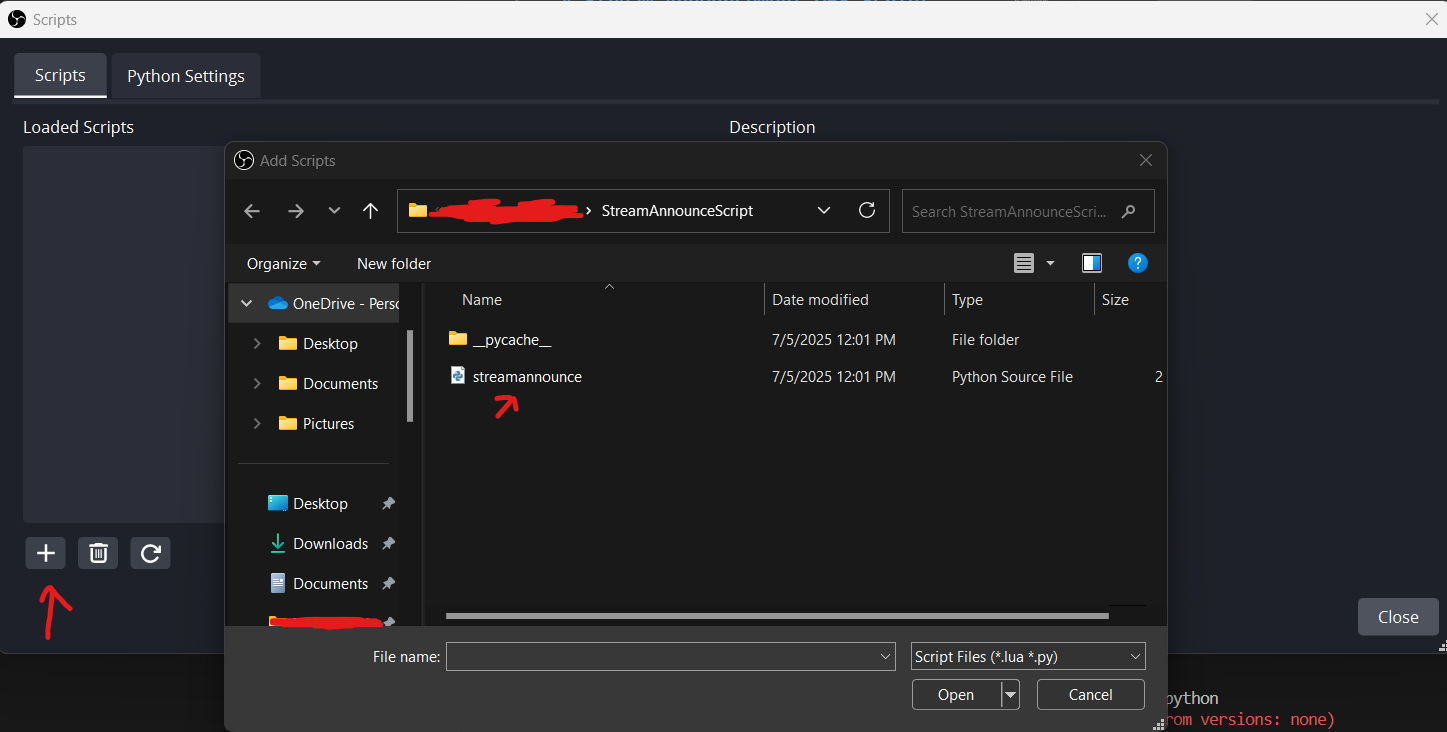 Scripts
Scripts Python Settings
Loaded Scripts Description
Add Scripts
StreamAnnounceScript Search StreamAnnounceScri...
Organize New folder
OneDrive - Perso
Desktop
Documents
Pictures
Desktop
Downloads
Documents
Name Date modified Type Size
__pycache__ 7/5/2025 12:01 PM File folder
streamannounce 7/5/2025 12:01 PM Python Source File 2
Close
File name: Script Files (*.lua *.py)
Open Cancel
python
rom versions: none)